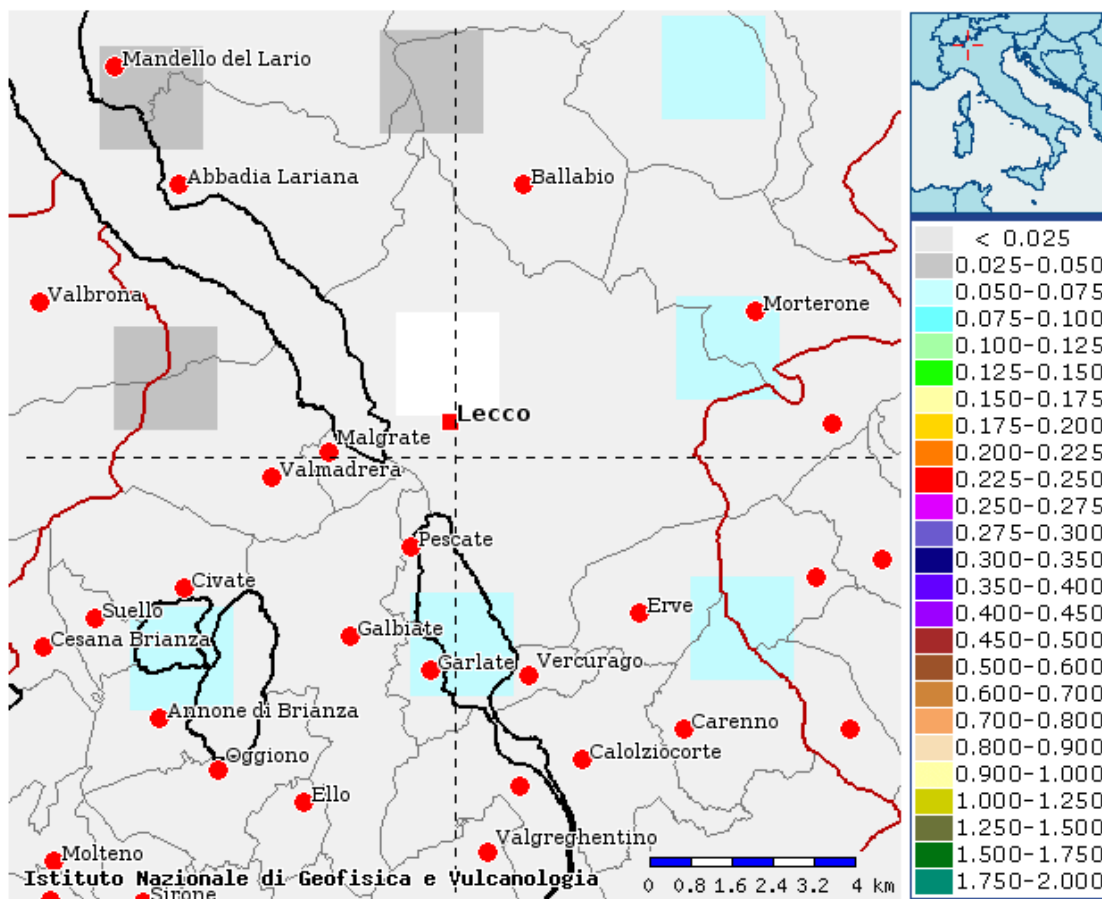 Mandello del Lario
Abbadia Lariana
Ballabio
Valbrona
Morterone
Lecco
Malgrate
Valmadrera
Pescate
Civate
Suello
Cesana Brianza
Galbiate
Erve
Garlate
Vercurago
Annone di Brianza
Carenno
Oggiono
Calolziocorte
Ello
Valgreghentino
Molteno
Istituto Nazionale di Geofisica e Vulcanologia
Sirone
0 0.8 1.6 2.4 3.2 4 km
< 0.025
0.025-0.050
0.050-0.075
0.075-0.100
0.100-0.125
0.125-0.150
0.150-0.175
0.175-0.200
0.200-0.225
0.225-0.250
0.250-0.275
0.275-0.300
0.300-0.350
0.350-0.400
0.400-0.450
0.450-0.500
0.500-0.600
0.600-0.700
0.700-0.800
0.800-0.900
0.900-1.000
1.000-1.250
1.250-1.500
1.500-1.750
1.750-2.000